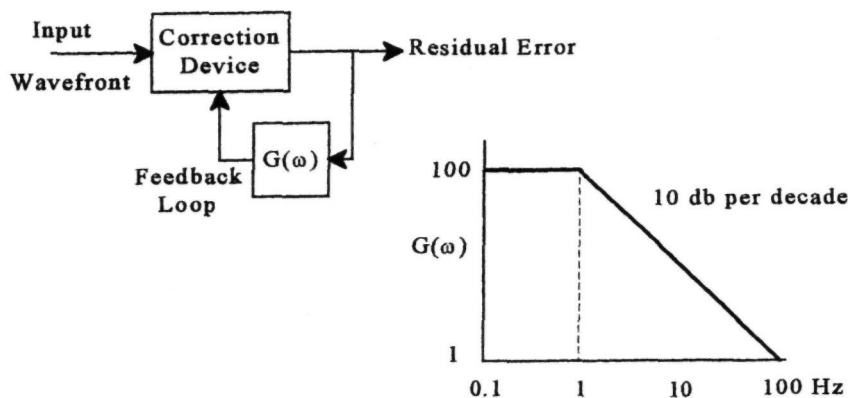 Input
Wavefront
Correction
Device
Residual Error
G(ω)
Feedback
Loop
100
10 db per decade
G(ω)
1
0.1
1
10
100 Hz